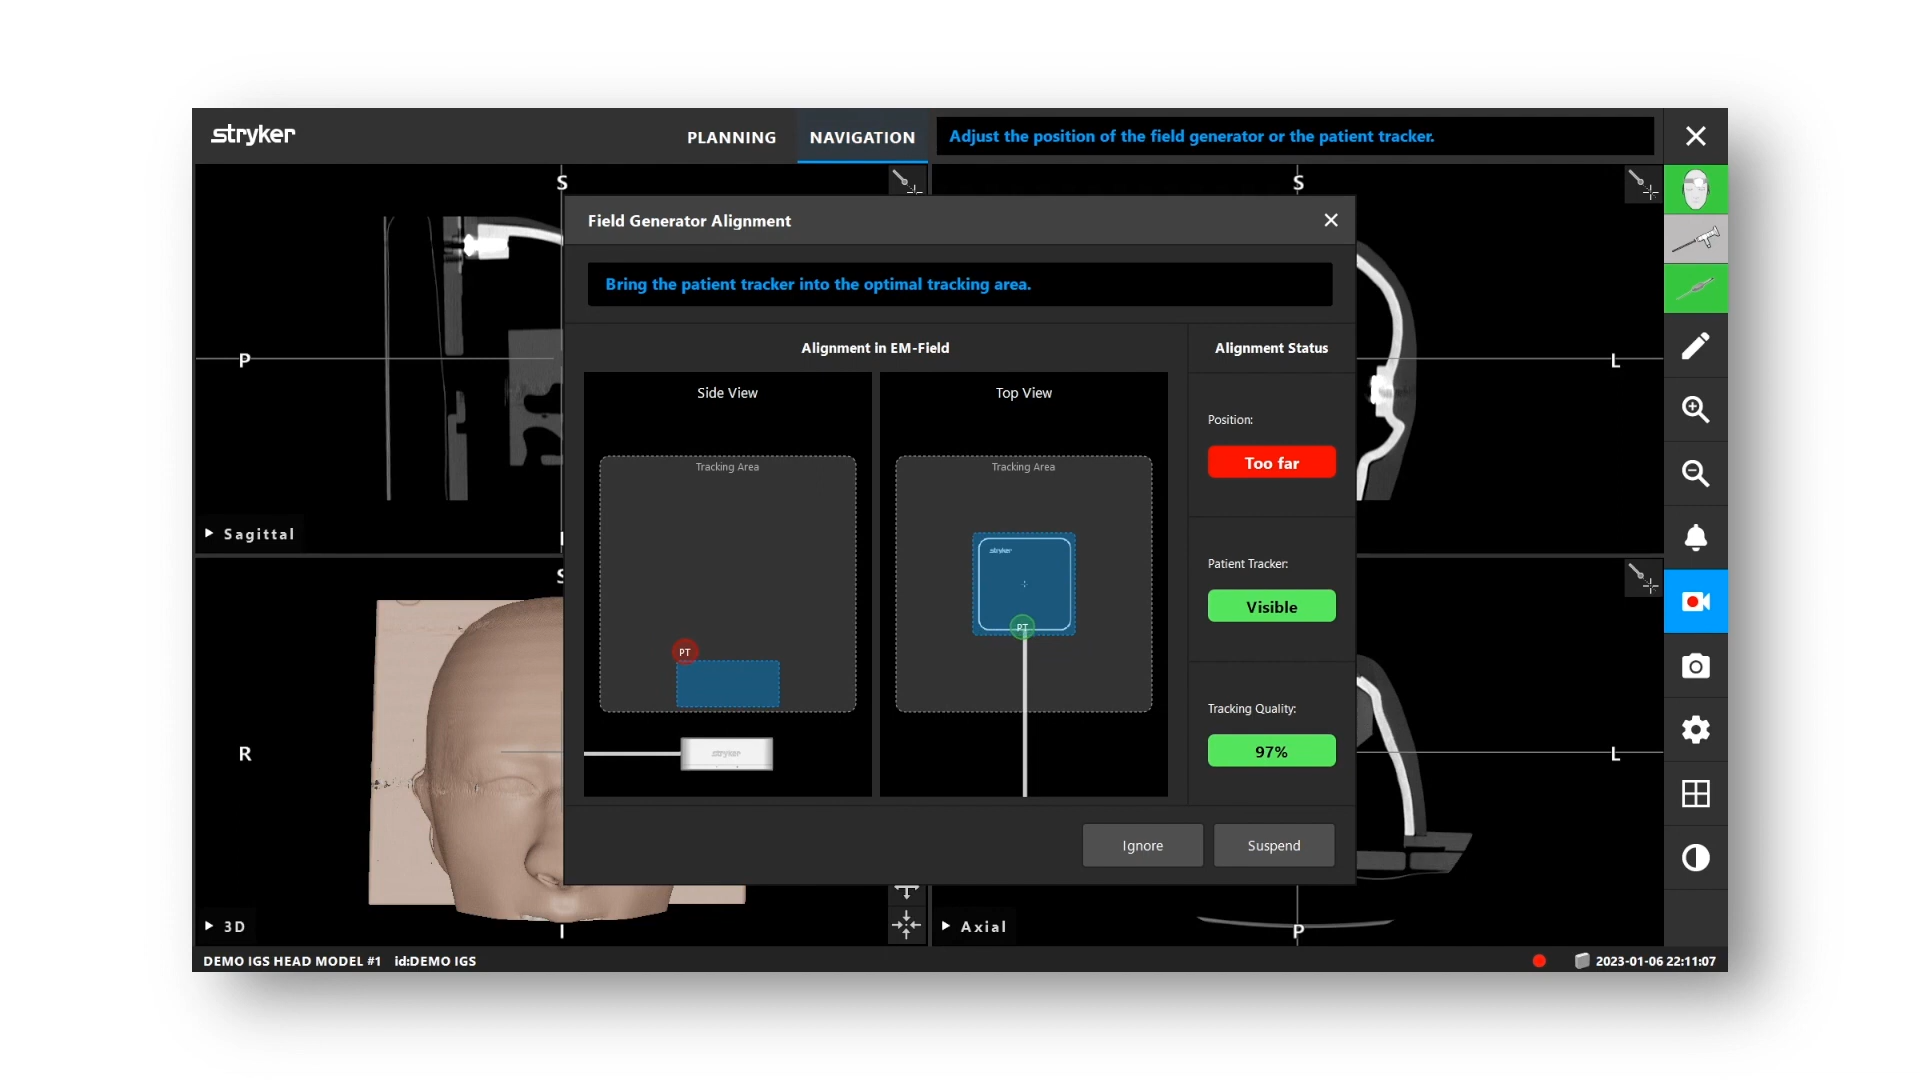 stryker
PLANNING
NAVIGATION
Adjust the position of the field generator or the patient tracker.
S
S
Field Generator Alignment
Bring the patient tracker into the optimal tracking area.
Alignment in EM-Field
Alignment Status
P
L
Side View
Top View
Position:
Too far
Tracking Area
Tracking Area
Sagittal
stryker
Patient Tracker:
Visible
PT
PT
Tracking Quality:
97%
R
stryker
L
Ignore
Suspend
3D
I
Axial
P
DEMO IGS HEAD MODEL #1 id:DEMO IGS
2023-01-06 22:11:07